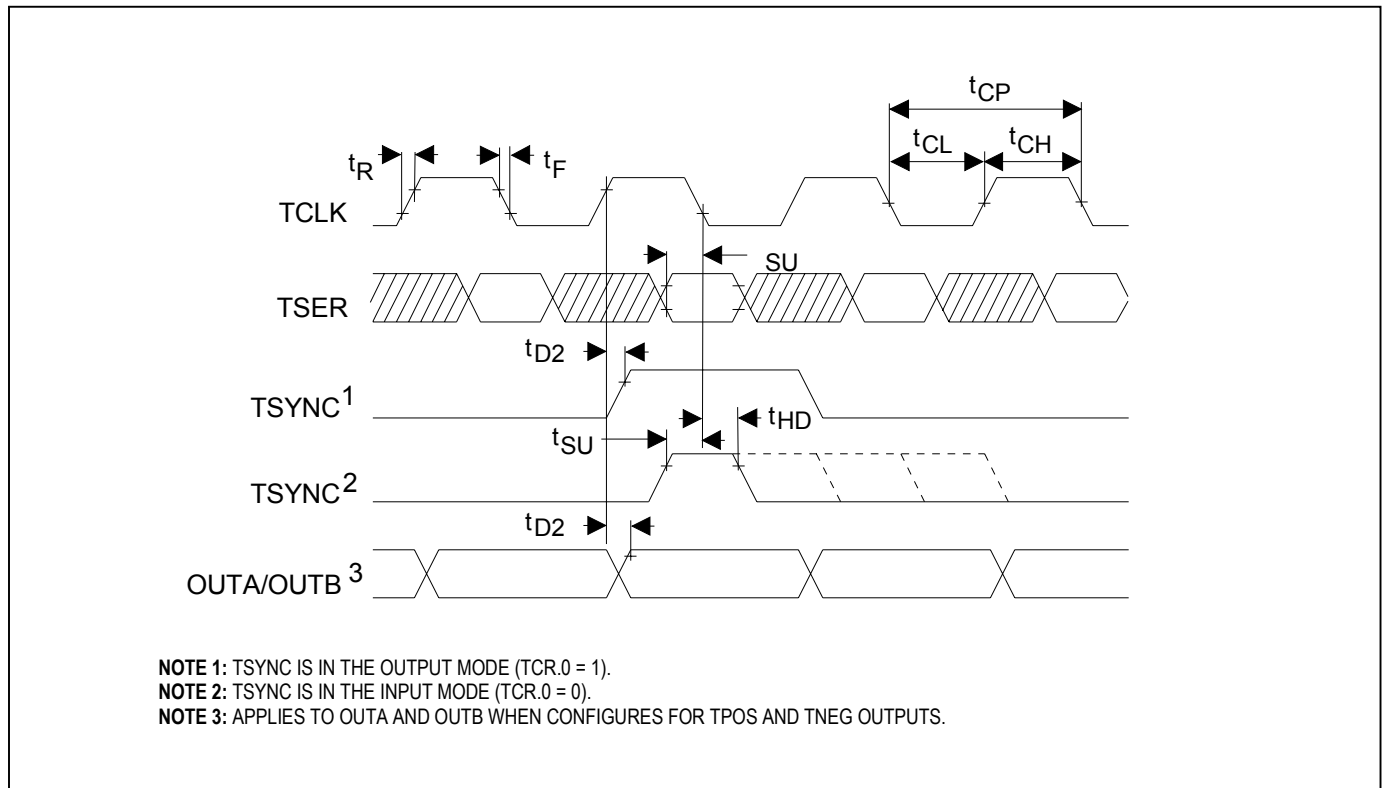 tCP
tCL tCH
tR tF
TCLK
SU
TSER
tD2
TSYNC1
tHD
tSU
TSYNC2
tD2
OUTA/OUTB 3
NOTE 1: TSYNC IS IN THE OUTPUT MODE (TCR.0 = 1).
NOTE 2: TSYNC IS IN THE INPUT MODE (TCR.0 = 0).
NOTE 3: APPLIES TO OUTA AND OUTB WHEN CONFIGURES FOR TPOS AND TNEG OUTPUTS.